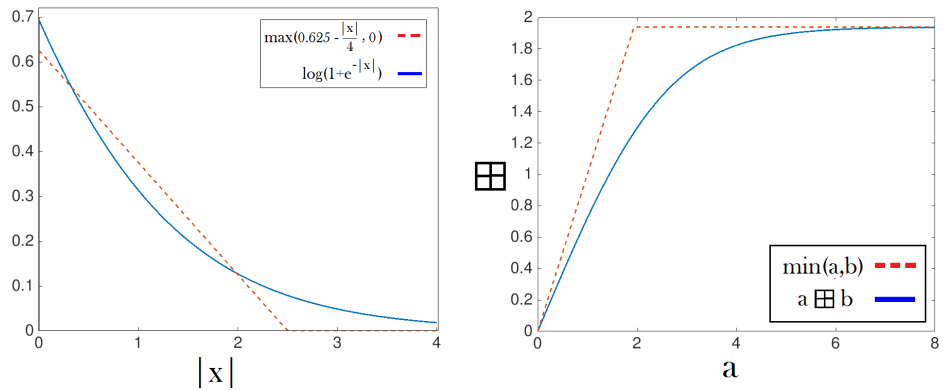 0.7
0.6
0.5
0.4
0.3
0.2
0.1
0
0 1 2 3 4
|x|
max(0.625 - |x|/4 , 0)
log(1+e^-|x|)
2
1.8
1.6
1.4
1.2
1
0.8
0.6
0.4
0.2
0
0 2 4 6 8
⊞
a
min(a,b)
a ⊞ b